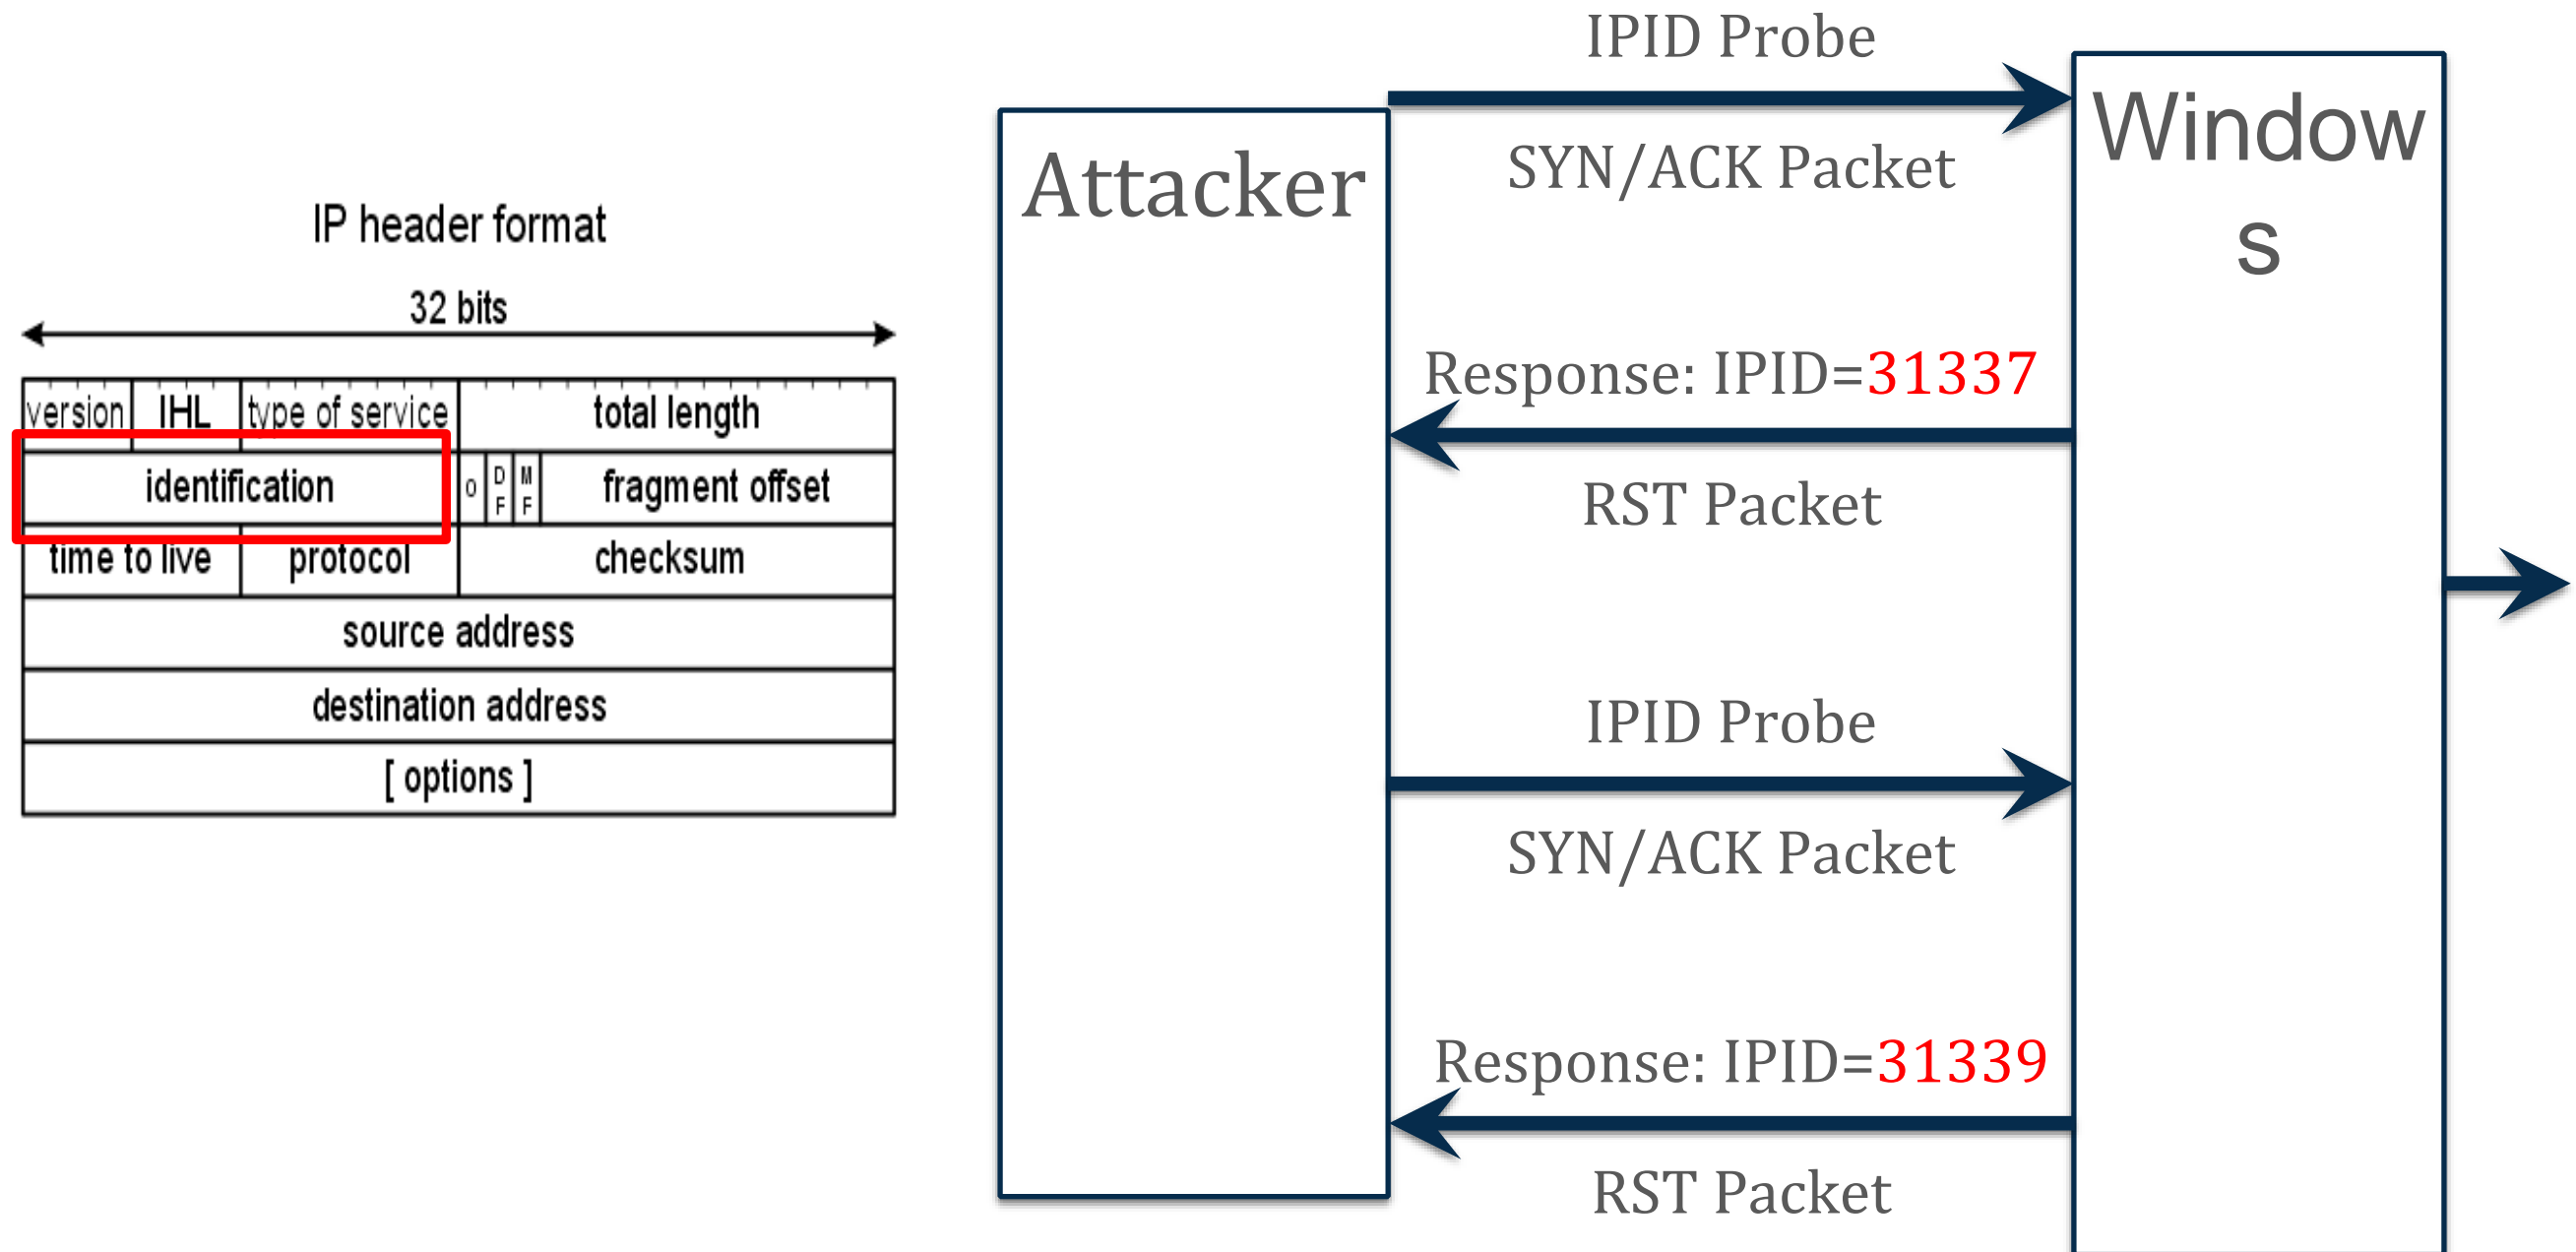 IP header format
32 bits
version IHL type of service total length
identification 0 D F M F fragment offset
time to live protocol checksum
source address
destination address
[ options ]
Attacker
IPID Probe
SYN/ACK Packet
Response: IPID=31337
RST Packet
IPID Probe
SYN/ACK Packet
Response: IPID=31339
RST Packet
Window
s